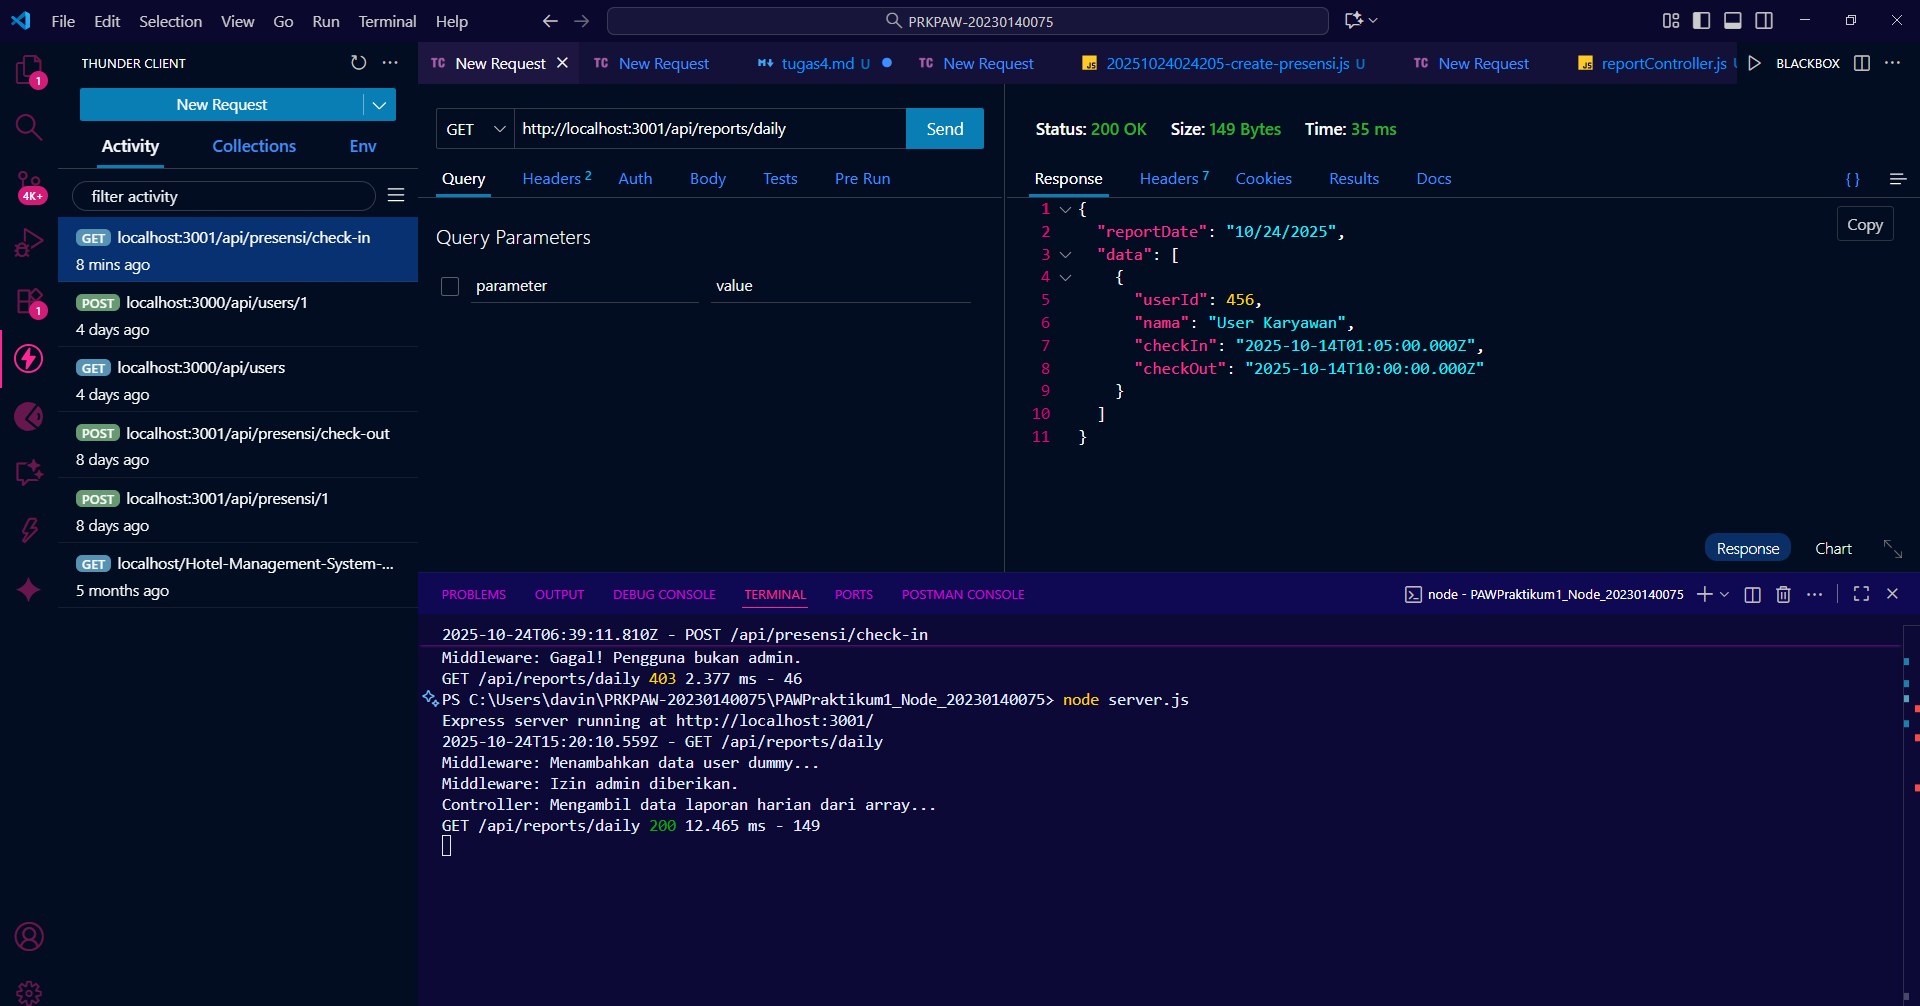 File Edit Selection View Go Run Terminal Help
PRKPAW-20230140075
1
4K+
1
THUNDER CLIENT
New Request
Activity Collections Env
filter activity
GET localhost:3001/api/presensi/check-in
8 mins ago
POST localhost:3000/api/users/1
4 days ago
GET localhost:3000/api/users
4 days ago
POST localhost:3001/api/presensi/check-out
8 days ago
POST localhost:3001/api/presensi/1
8 days ago
GET localhost/Hotel-Management-System-...
5 months ago
TC New Request
TC New Request
tugas4.md U
TC New Request
JS 20251024024205-create-presensi.js U
TC New Request
JS reportController.js U
BLACKBOX
GET http://localhost:3001/api/reports/daily Send
Query Headers 2 Auth Body Tests Pre Run
Query Parameters
parameter value
Status: 200 OK Size: 149 Bytes Time: 35 ms
Response Headers 7 Cookies Results Docs { }
Copy
1 {
2 "reportDate": "10/24/2025",
3 "data": [
4 {
5 "userId": 456,
6 "nama": "User Karyawan",
7 "checkIn": "2025-10-14T01:05:00.000Z",
8 "checkOut": "2025-10-14T10:00:00.000Z"
9 }
10 ]
11 }
Response Chart
PROBLEMS OUTPUT DEBUG CONSOLE TERMINAL PORTS POSTMAN CONSOLE
node - PAWPraktikum1_Node_20230140075
2025-10-24T06:39:11.810Z - POST /api/presensi/check-in
Middleware: Gagal! Pengguna bukan admin.
GET /api/reports/daily 403 2.377 ms - 46
PS C:\Users\davin\PRKPAW-20230140075\PAWPraktikum1_Node_20230140075> node server.js
Express server running at http://localhost:3001/
2025-10-24T15:20:10.559Z - GET /api/reports/daily
Middleware: Menambahkan data user dummy...
Middleware: Izin admin diberikan.
Controller: Mengambil data laporan harian dari array...
GET /api/reports/daily 200 12.465 ms - 149